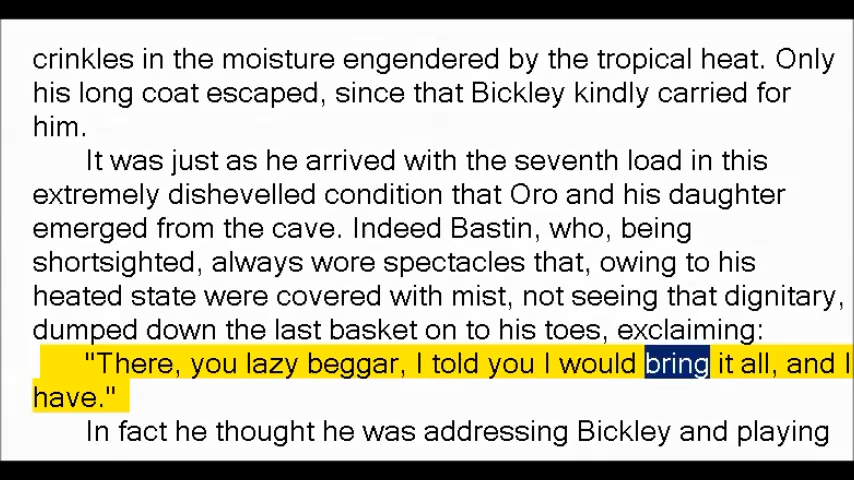 crinkles in the moisture engendered by the tropical heat. Only
his long coat escaped, since that Bickley kindly carried for
him.
It was just as he arrived with the seventh load in this
extremely dishevelled condition that Oro and his daughter
emerged from the cave. Indeed Bastin, who, being
shortsighted, always wore spectacles that, owing to his
heated state were covered with mist, not seeing that dignitary,
dumped down the last basket on to his toes, exclaiming:
"There, you lazy beggar, I told you I would bring it all, and I
have."
In fact he thought he was addressing Bickley and playing